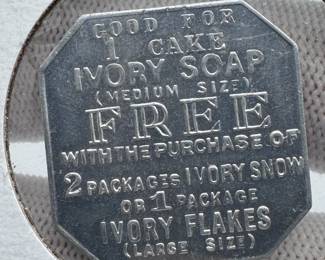 GOOD FOR
1 CAKE
IVORY SOAP
(MEDIUM SIZE)
FREE
WITH THE PURCHASE OF
2 PACKAGES IVORY SNOW
OR 1 PACKAGE
IVORY FLAKES
(LARGE SIZE)